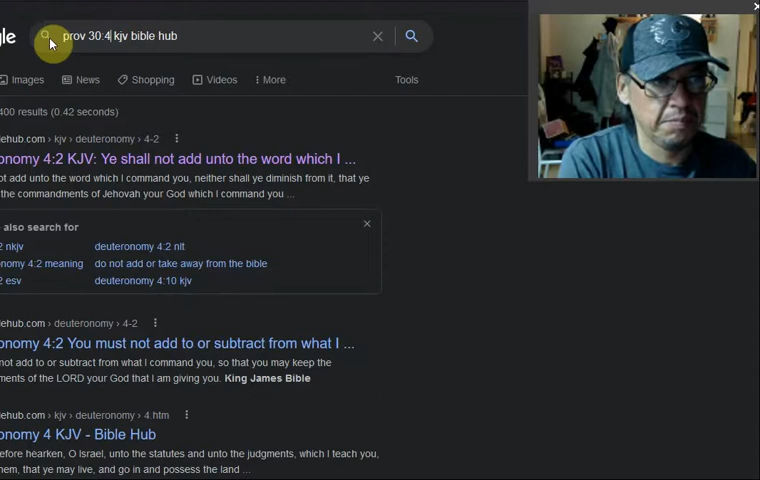 gle
prov 30:4 kjv bible hub
Images News Shopping Videos More Tools
400 results (0.42 seconds)
lehub.com › kjv › deuteronomy › 4-2
onomy 4:2 KJV: Ye shall not add unto the word which I ...
ot add unto the word which I command you, neither shall ye diminish from it, that ye
the commandments of Jehovah your God which I command you ...
also search for
2 nkjv deuteronomy 4:2 nlt
onomy 4:2 meaning do not add or take away from the bible
2 esv deuteronomy 4:10 kjv
lehub.com › deuteronomy › 4-2
onomy 4:2 You must not add to or subtract from what I ...
not add to or subtract from what I command you, so that you may keep the
ments of the LORD your God that I am giving you. King James Bible
lehub.com › kjv › deuteronomy › 4.htm
onomy 4 KJV - Bible Hub
efore hearken, O Israel, unto the statutes and unto the judgments, which I teach you,
hem, that ye may live, and go in and possess the land ...